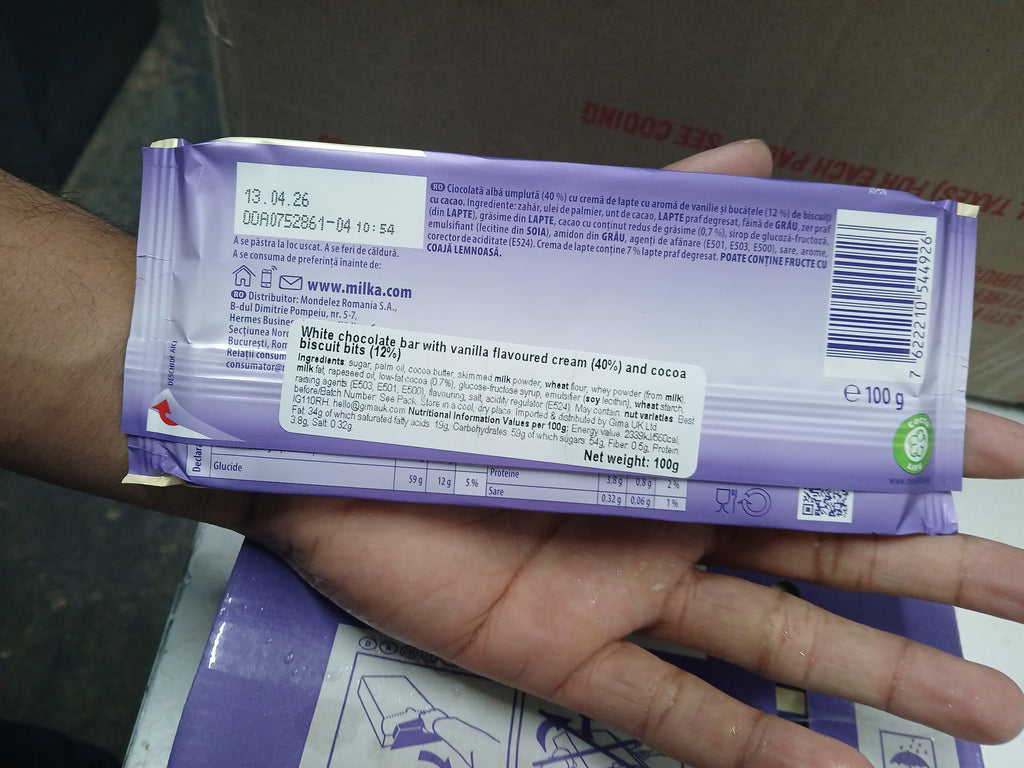 SEE CODING
13.04.26
DDA0752861-04 10:54
A se păstra la loc uscat. A se feri de căldură.
A se consuma de preferință înainte de:
www.milka.com
RO Distribuitor: Mondelez Romania S.A.,
B-dul Dimitrie Pompeiu, nr. 5-7,
Hermes
Secțiunea
București,
Relații
RO Ciocolată albă umplută (40 %) cu cremă de lapte cu aromă de vanilie și bucățele (12 %) de biscuiți
cu cacao. Ingrediente: zahăr, ulei de palmier, unt de cacao, LAPTE praf degresat, făină de GRÂU, zer praf
(din LAPTE), grăsime din LAPTE, cacao cu conținut redus de grăsime (0,7 %), sirop de glucoză-fructoză,
emulsifiant (lecitine din SOIA), amidon din GRÂU, agenți de afânare (E501, E503, E500), sare, arome,
corector de aciditate (E524). Crema de lapte conține 7 % lapte praf degresat. POATE CONȚINE FRUCTE CU
COAJĂ LEMNOASĂ.
7 622210 544926
e 100 g
White chocolate bar with vanilla flavoured cream (40%) and cocoa
biscuit bits (12%)
Ingredients: sugar, palm oil, cocoa butter, skimmed milk powder, wheat flour, whey powder (from milk),
milk fat, rapeseed oil, low-fat cocoa (0.7%), glucose-fructose syrup, emulsifier (soy lecithin), wheat starch,
raising agents (E503, E501, E500), flavouring, salt, acidity regulator (E524). May contain: nut varieties. Best
before/Batch Number: See Pack. Store in a cool, dry place. Imported & distributed by Gima UK Ltd.
IG110RH. hello@gimauk.com Nutritional Information Values per 100g: Energy value: 2339kJ/560cal,
Fat: 34g of which saturated fatty acids: 19g, Carbohydrates: 59g of which sugars: 54g, Fiber: 0.5g, Protein:
3.8g, Salt: 0.32g.
Net weight: 100g
Glucide 59 g 12 g 5 %
Proteine 3,8 g 0,8 g 2 %
Sare 0,32 g 0,06 g 1 %